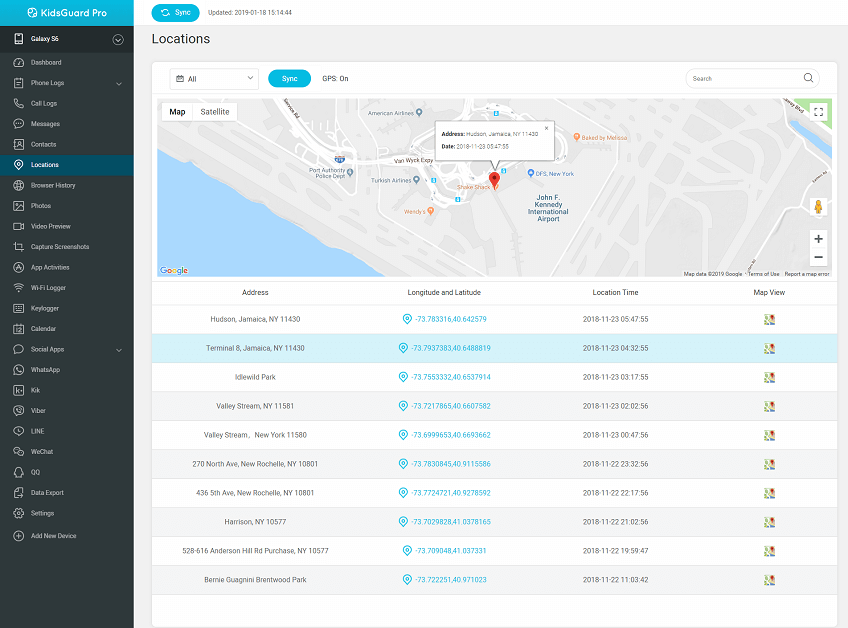 KidsGuard Pro
Sync
Updated: 2019-01-18 15:14:44
Galaxy S6
Dashboard
Phone Logs
Call Logs
Messages
Contacts
Locations
Browser History
Photos
Video Preview
Capture Screenshots
App Activities
Wi-Fi Logger
Keylogger
Calendar
Social Apps
WhatsApp
Kik
Viber
LINE
WeChat
QQ
Data Export
Settings
Add New Device
Locations
All
Sync
GPS: On
Search
Map
Satellite
Service Rd
American Airlines
Address: Hudson, Jamaica, NY 11430
Date: 2018-11-23 05:47:55
Baked by Melissa
Van Wyck Expy
Port Authority
Police Dept
Turkish Airlines
DFS, New York
Shake Shack
Wendy's
John F.
Kennedy
International
Airport
Google
Map data ©2019 Google
Terms of Use
Report a map error
Address Longitude and Latitude Location Time Map View
Hudson, Jamaica, NY 11430 -73.783316,40.642579 2018-11-23 05:47:55
Terminal 8, Jamaica, NY 11430 -73.7937383,40.6488819 2018-11-23 04:32:55
Idlewild Park -73.7553332,40.6537914 2018-11-23 03:17:55
Valley Stream, NY 11581 -73.7217865,40.6607582 2018-11-23 02:02:56
Valley Stream, New York 11580 -73.6999653,40.6693662 2018-11-23 00:47:56
270 North Ave, New Rochelle, NY 10801 -73.7830845,40.9115586 2018-11-22 23:32:56
436 5th Ave, New Rochelle, NY 10801 -73.7724721,40.9278592 2018-11-22 22:17:56
Harrison, NY 10577 -73.7029828,41.0378165 2018-11-22 21:02:56
528-616 Anderson Hill Rd Purchase, NY 10577 -73.709048,41.037331 2018-11-22 19:59:47
Bernie Guagnini Brentwood Park -73.722251,40.971023 2018-11-22 11:03:42